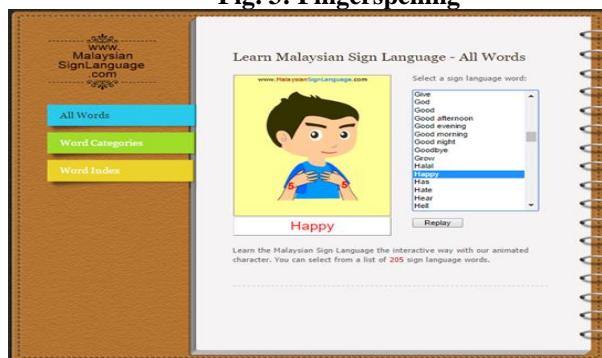 Fig. 3: Fingerspelling
www.
Malaysian
SignLanguage
.com
All Words
Word Categories
Word Index
Learn Malaysian Sign Language - All Words
www.MalaysianSignLanguage.com
5 5
Happy
Select a sign language word:
Give
God
Good
Good afternoon
Good evening
Good morning
Good night
Goodbye
Grow
Halal
Happy
Has
Hate
Hear
Hell
Replay
Learn the Malaysian Sign Language the interactive way with our animated
character. You can select from a list of 205 sign language words.